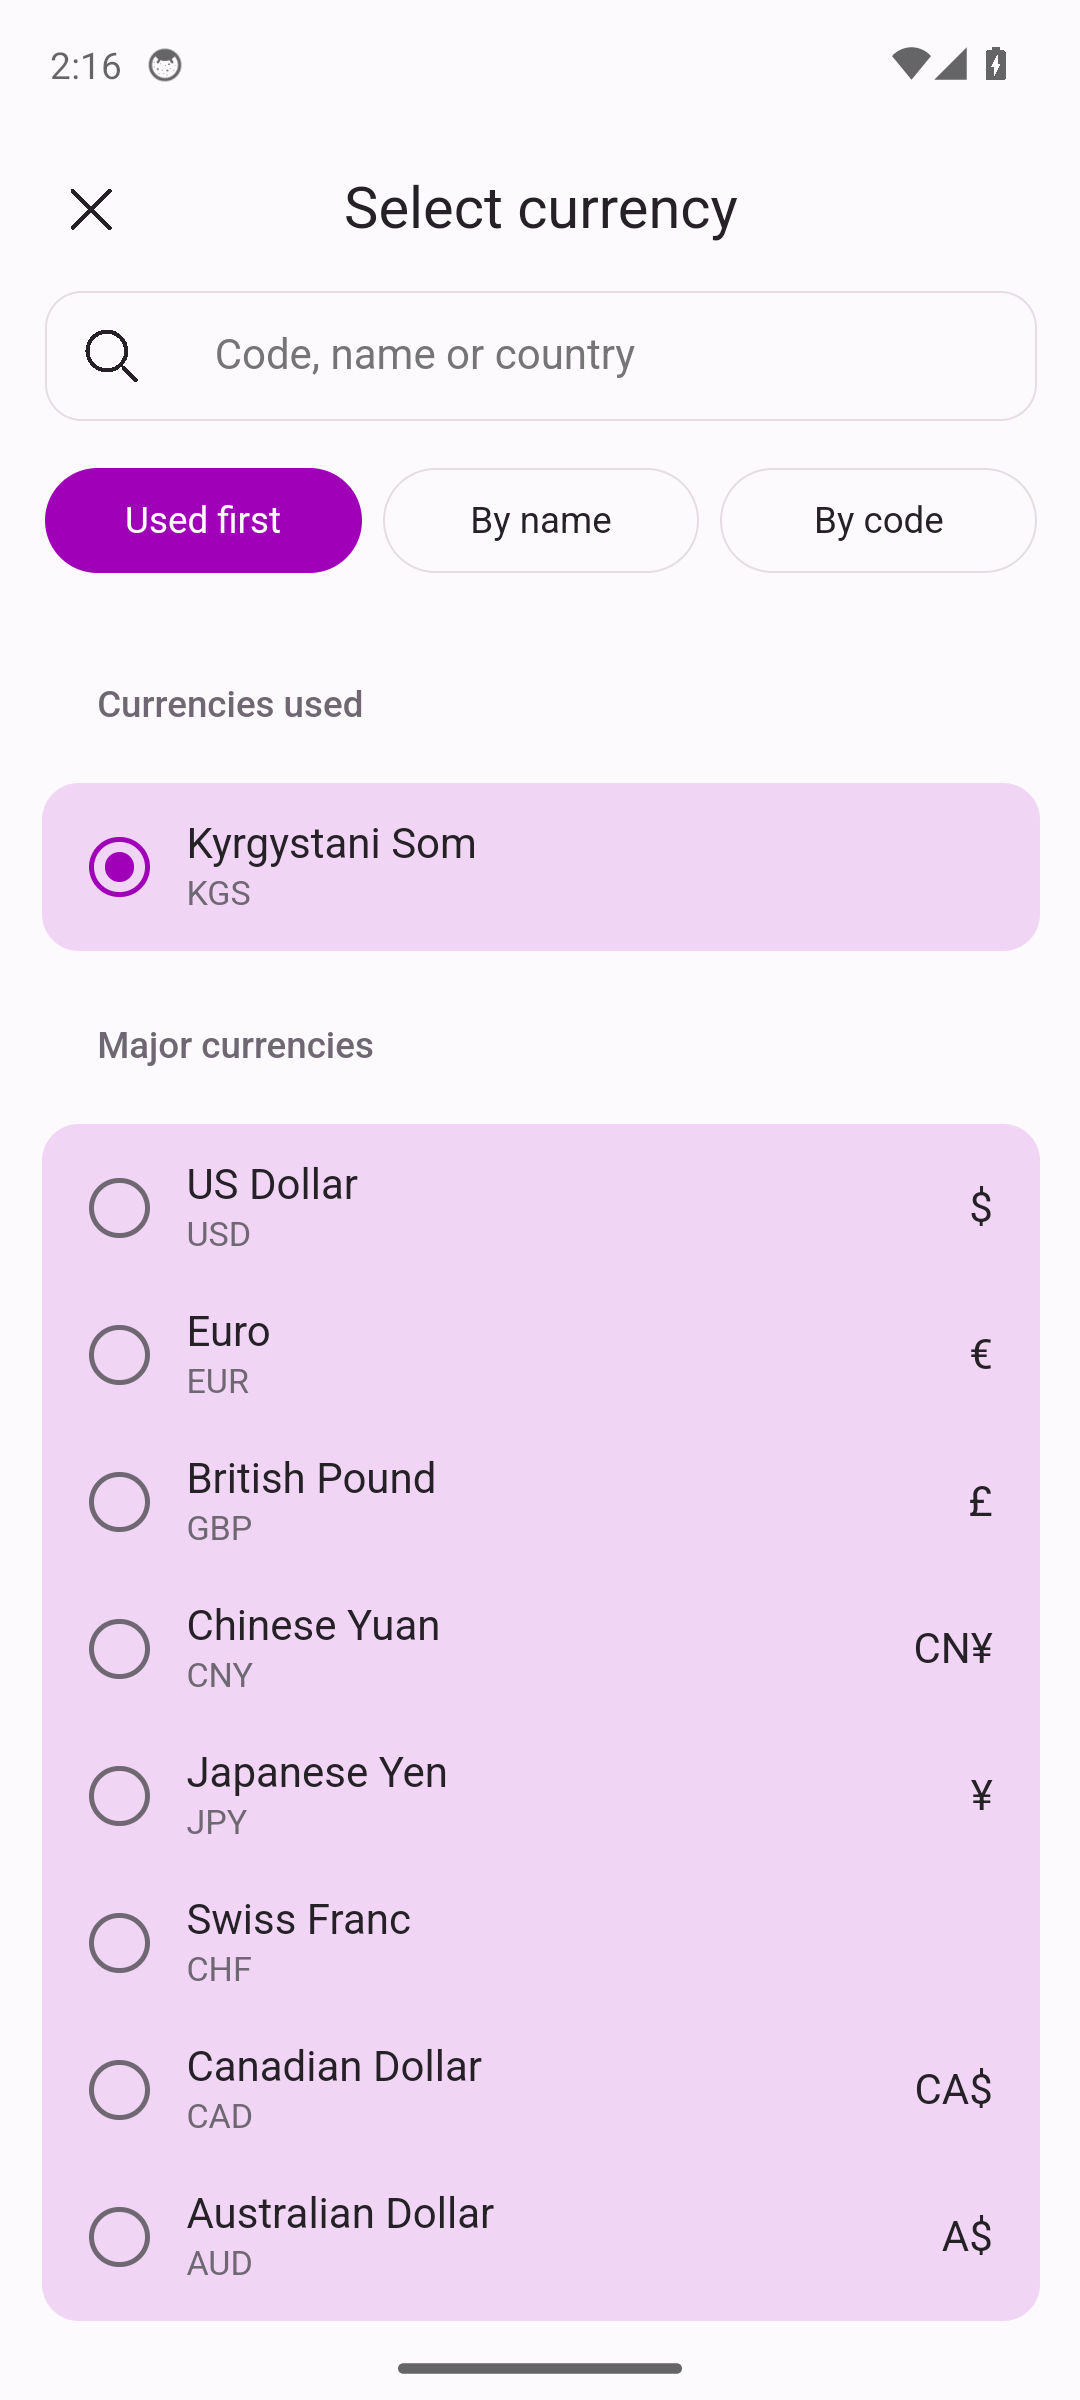 2:16
Select currency
Code, name or country
Used first
By name
By code
Currencies used
Kyrgystani Som
KGS
Major currencies
US Dollar
USD
$
Euro
EUR
€
British Pound
GBP
£
Chinese Yuan
CNY
CN¥
Japanese Yen
JPY
¥
Swiss Franc
CHF
Canadian Dollar
CAD
CA$
Australian Dollar
AUD
A$